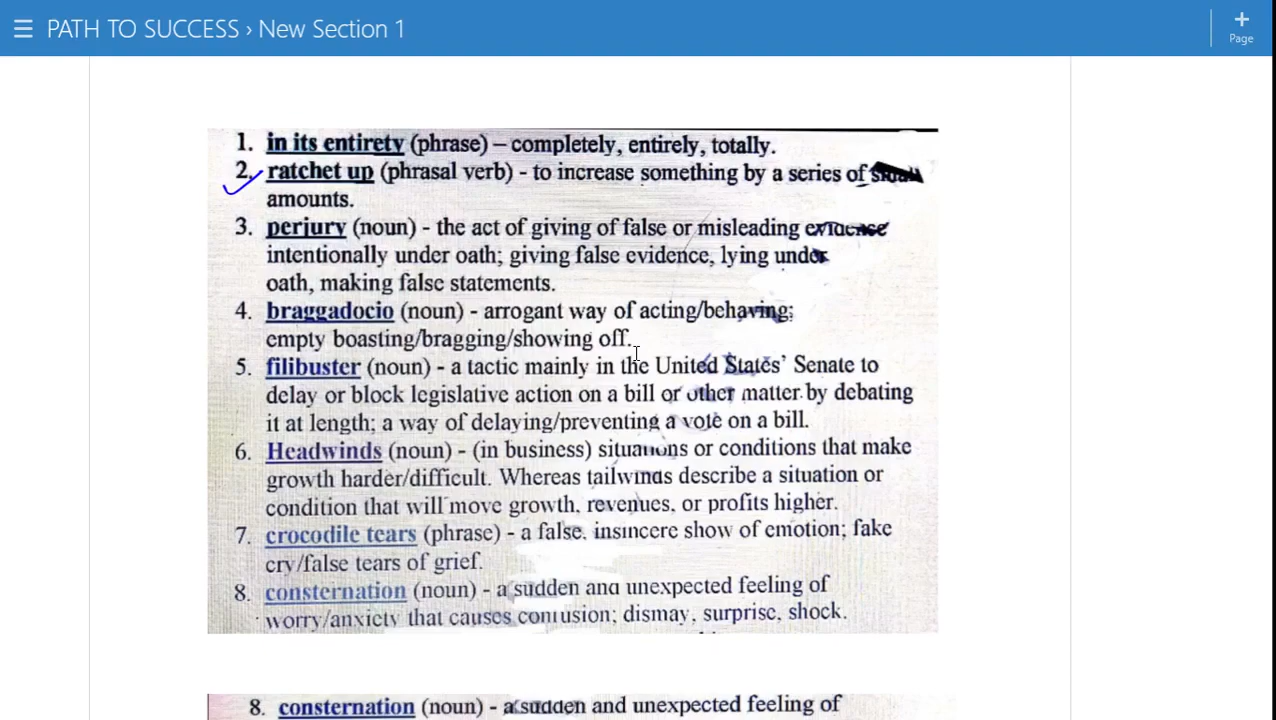 PATH TO SUCCESS › New Section 1
Page
1. in its entirety (phrase) – completely, entirely, totally.
2. ratchet up (phrasal verb) - to increase something by a series of small
amounts.
3. perjury (noun) - the act of giving of false or misleading evidence
intentionally under oath; giving false evidence, lying under
oath, making false statements.
4. braggadocio (noun) - arrogant way of acting/behaving;
empty boasting/bragging/showing off.
5. filibuster (noun) - a tactic mainly in the United States' Senate to
delay or block legislative action on a bill or other matter by debating
it at length; a way of delaying/preventing a vote on a bill.
6. Headwinds (noun) - (in business) situations or conditions that make
growth harder/difficult. Whereas tailwinds describe a situation or
condition that will move growth, revenues, or profits higher.
7. crocodile tears (phrase) - a false, insincere show of emotion; fake
cry/false tears of grief.
8. consternation (noun) - a sudden and unexpected feeling of
worry/anxiety that causes confusion; dismay, surprise, shock.
8. consternation (noun) - a sudden and unexpected feeling of